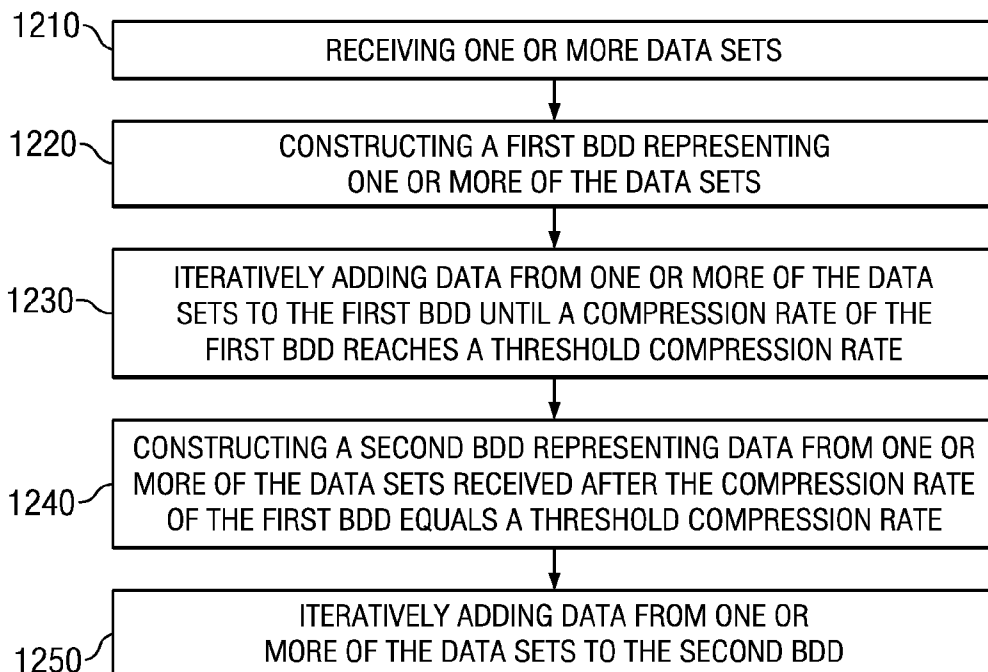 1210
RECEIVING ONE OR MORE DATA SETS
1220
CONSTRUCTING A FIRST BDD REPRESENTING
ONE OR MORE OF THE DATA SETS
1230
ITERATIVELY ADDING DATA FROM ONE OR MORE OF THE DATA
SETS TO THE FIRST BDD UNTIL A COMPRESSION RATE OF THE
FIRST BDD REACHES A THRESHOLD COMPRESSION RATE
1240
CONSTRUCTING A SECOND BDD REPRESENTING DATA FROM ONE OR
MORE OF THE DATA SETS RECEIVED AFTER THE COMPRESSION RATE
OF THE FIRST BDD EQUALS A THRESHOLD COMPRESSION RATE
1250
ITERATIVELY ADDING DATA FROM ONE OR
MORE OF THE DATA SETS TO THE SECOND BDD